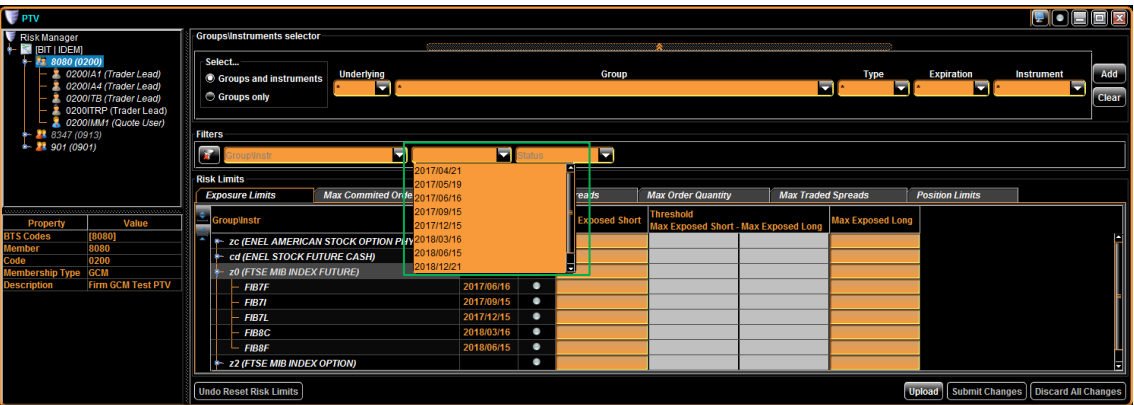 PTV
Risk Manager
[BIT | IDEM]
8080 (0200)
0200IA1 (Trader Lead)
0200IA4 (Trader Lead)
0200ITB (Trader Lead)
0200ITRP (Trader Lead)
0200IMM1 (Quote User)
8347 (0913)
901 (0901)
Property Value
BTS Codes [8080]
Member 8080
Code 0200
Membership Type GCM
Description Firm GCM Test PTV
Groups\Instruments selector
Select...
Groups and instruments
Groups only
Underlying Group Type Expiration Instrument
* * * * *
Add
Clear
Filters
Group\Instr Status
2017/04/21
2017/05/19
2017/06/16
2017/09/15
2017/12/15
2018/03/16
2018/06/15
2018/12/21
Risk Limits
Exposure Limits Max Commited Orde reads Max Order Quantity Max Traded Spreads Position Limits
Group\Instr Exposed Short Threshold Max Exposed Short - Max Exposed Long Max Exposed Long
zc (ENEL AMERICAN STOCK OPTION PHY
cd (ENEL STOCK FUTURE CASH)
z0 (FTSE MIB INDEX FUTURE)
FIB7F 2017/06/16
FIB7I 2017/09/15
FIB7L 2017/12/15
FIB8C 2018/03/16
FIB8F 2018/06/15
z2 (FTSE MIB INDEX OPTION)
Undo Reset Risk Limits Upload Submit Changes Discard All Changes